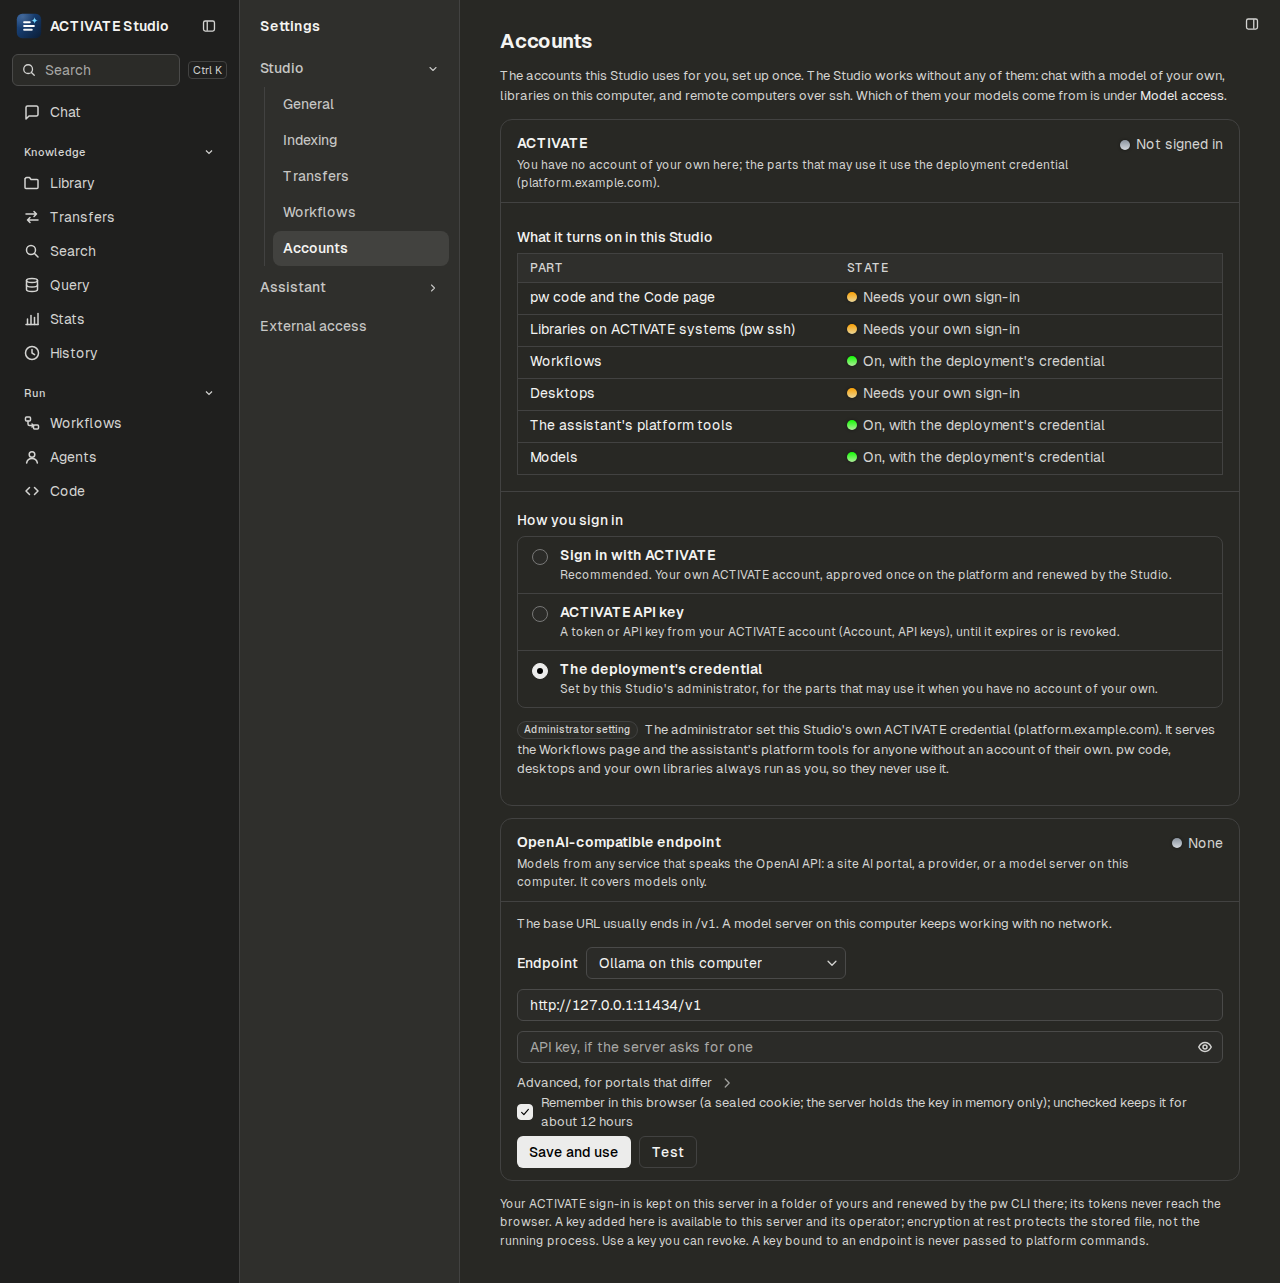 ACTIVATE Studio
Search
Ctrl K
Chat
Knowledge
Library
Transfers
Search
Query
Stats
History
Run
Workflows
Agents
Code
Settings
Studio
General
Indexing
Transfers
Workflows
Accounts
Assistant
External access
Accounts
The accounts this Studio uses for you, set up once. The Studio works without any of them: chat with a model of your own,
libraries on this computer, and remote computers over ssh. Which of them your models come from is under Model access.
ACTIVATE
Not signed in
You have no account of your own here; the parts that may use it use the deployment credential
(platform.example.com).
What it turns on in this Studio
PART STATE
pw code and the Code page Needs your own sign-in
Libraries on ACTIVATE systems (pw ssh) Needs your own sign-in
Workflows On, with the deployment's credential
Desktops Needs your own sign-in
The assistant's platform tools On, with the deployment's credential
Models On, with the deployment's credential
How you sign in
Sign in with ACTIVATE
Recommended. Your own ACTIVATE account, approved once on the platform and renewed by the Studio.
ACTIVATE API key
A token or API key from your ACTIVATE account (Account, API keys), until it expires or is revoked.
The deployment's credential
Set by this Studio's administrator, for the parts that may use it when you have no account of your own.
Administrator setting The administrator set this Studio's own ACTIVATE credential (platform.example.com). It serves
the Workflows page and the assistant's platform tools for anyone without an account of their own. pw code,
desktops and your own libraries always run as you, so they never use it.
OpenAI-compatible endpoint
None
Models from any service that speaks the OpenAI API: a site AI portal, a provider, or a model server on this
computer. It covers models only.
The base URL usually ends in /v1. A model server on this computer keeps working with no network.
Endpoint Ollama on this computer
http://127.0.0.1:11434/v1
API key, if the server asks for one
Advanced, for portals that differ
Remember in this browser (a sealed cookie; the server holds the key in memory only); unchecked keeps it for
about 12 hours
Save and use Test
Your ACTIVATE sign-in is kept on this server in a folder of yours and renewed by the pw CLI there; its tokens never reach the
browser. A key added here is available to this server and its operator; encryption at rest protects the stored file, not the
running process. Use a key you can revoke. A key bound to an endpoint is never passed to platform commands.